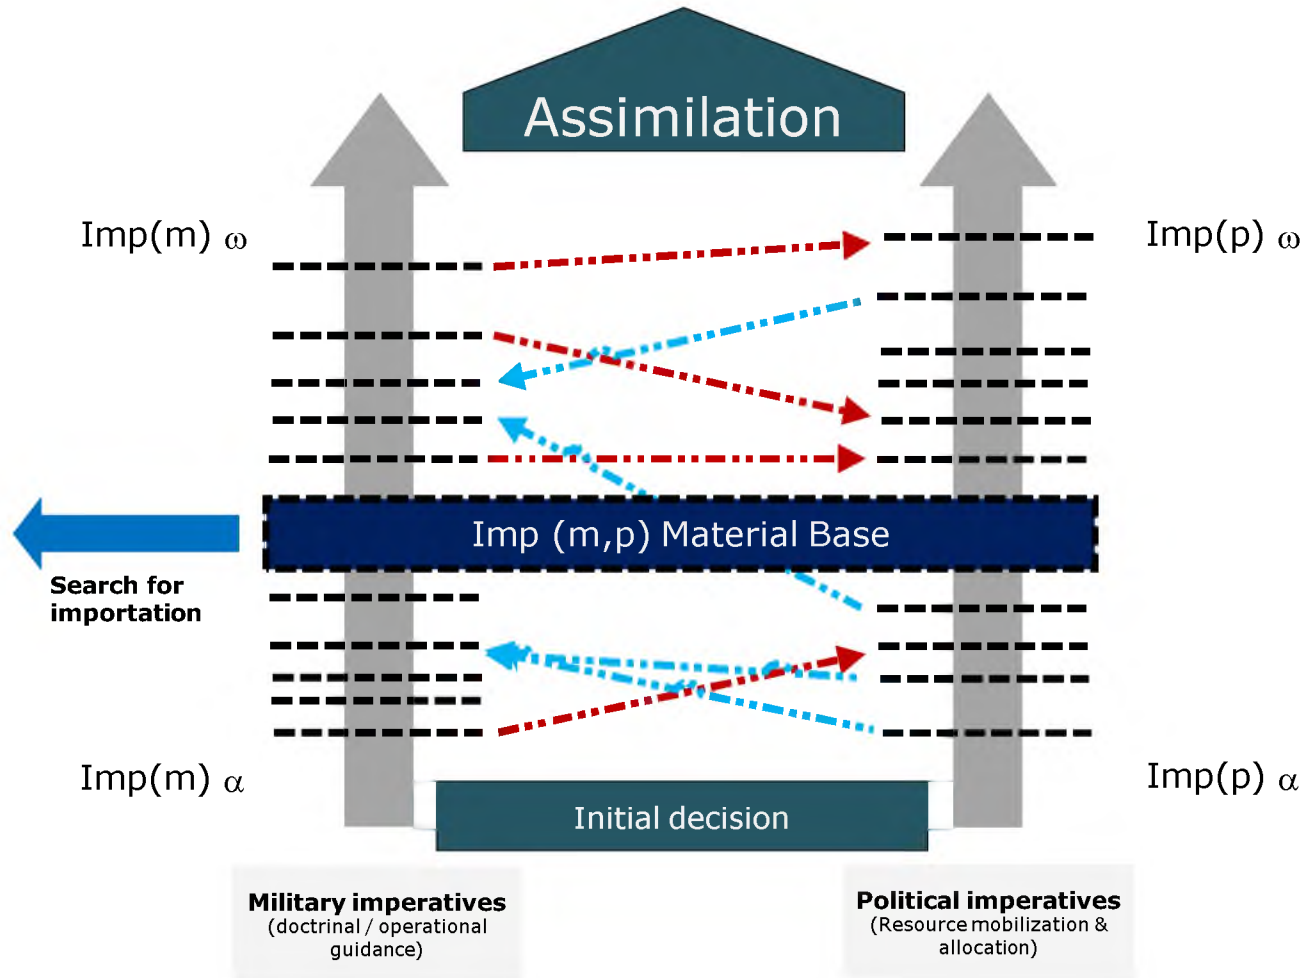 Assimilation
Imp(m) ω
Imp(p) ω
Imp (m,p) Material Base
Search for
importation
Imp(m) α
Imp(p) α
Initial decision
Military imperatives
(doctrinal / operational
guidance)
Political imperatives
(Resource mobilization &
allocation)